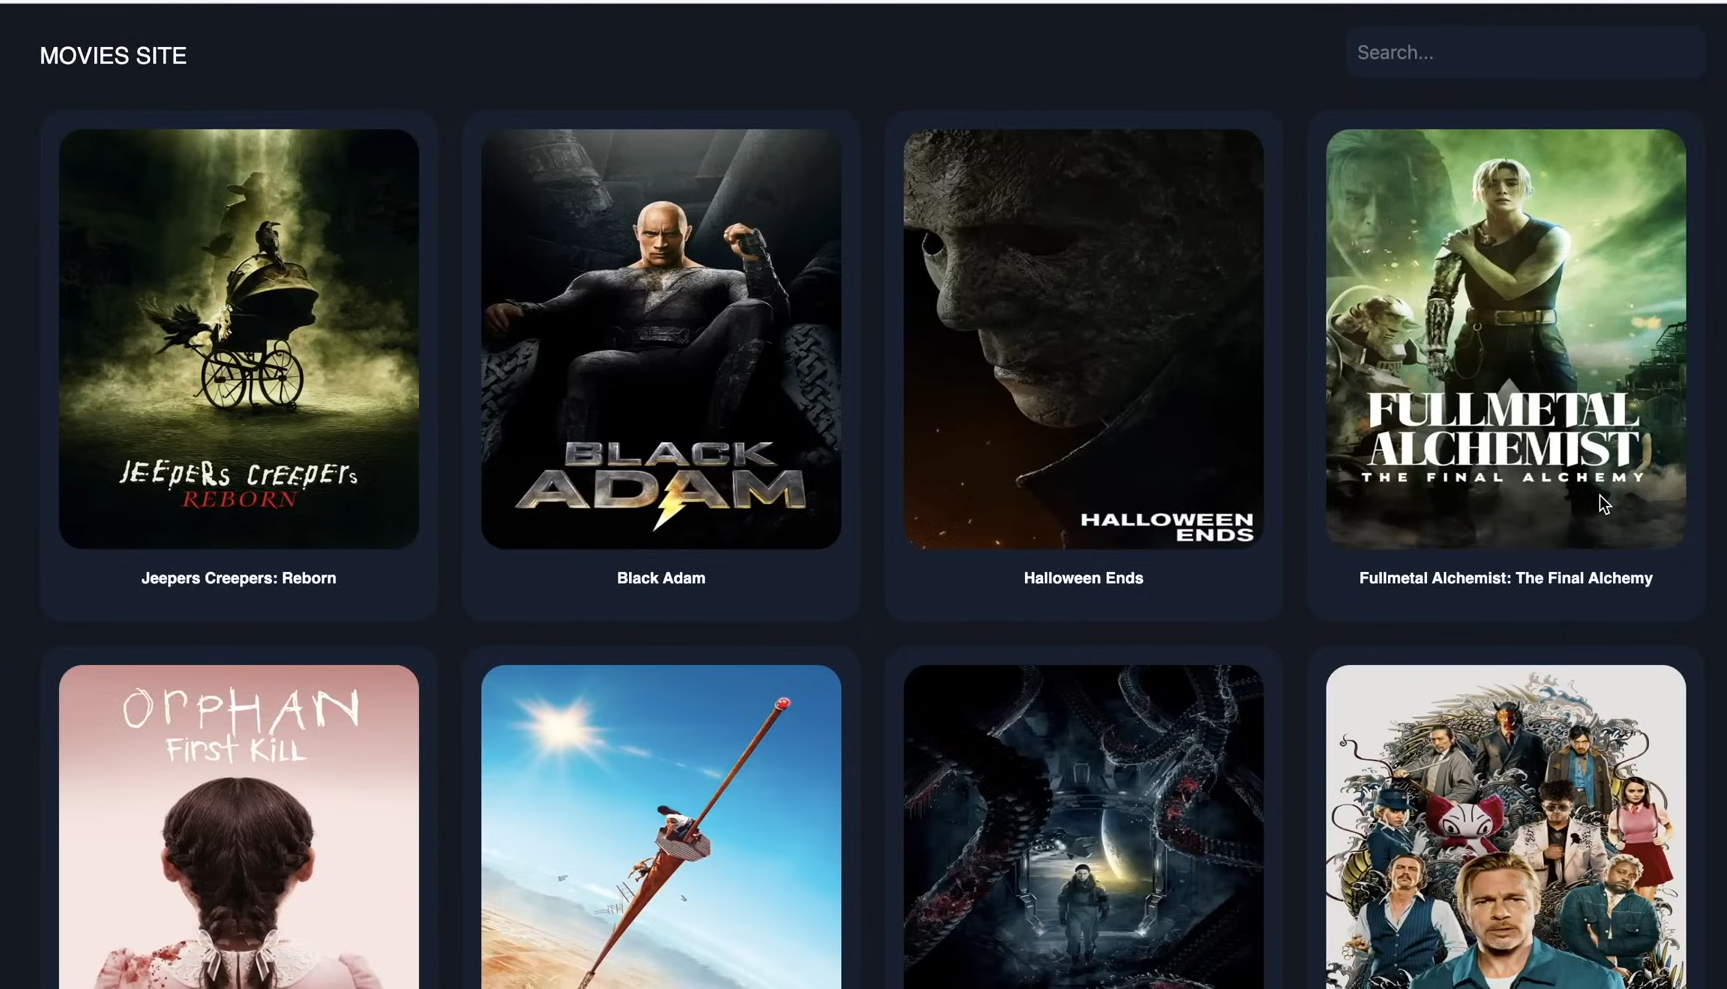 MOVIES SITE
Search...
JEEPERS CREEPERS
REBORN
BLACK
ADAM
HALLOWEEN
ENDS
FULLMETAL
ALCHEMIST
THE FINAL ALCHEMY
Jeepers Creepers: Reborn
Black Adam
Halloween Ends
Fullmetal Alchemist: The Final Alchemy
ORPHAN
First Kill